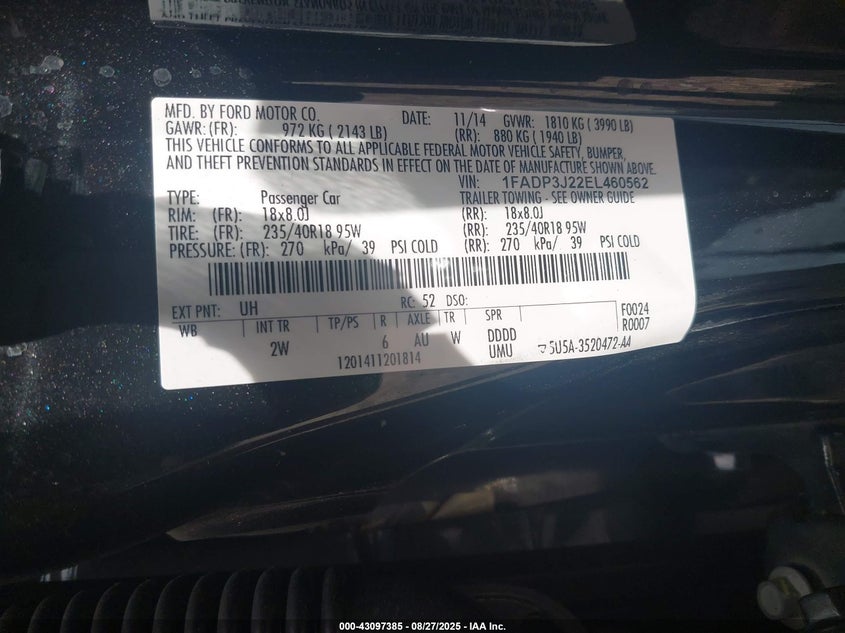 MFD. BY FORD MOTOR CO. DATE: 11/14 GVWR: 1810 KG ( 3990 LB)
GAWR: (FR): 972 KG ( 2143 LB) (RR): 880 KG ( 1940 LB)
THIS VEHICLE CONFORMS TO ALL APPLICABLE FEDERAL MOTOR VEHICLE SAFETY, BUMPER,
AND THEFT PREVENTION STANDARDS IN EFFECT ON THE DATE OF MANUFACTURE SHOWN ABOVE.
VIN: 1FADP3J22EL460562
TYPE: Passenger Car TRAILER TOWING - SEE OWNER GUIDE
RIM: (FR): 18x8.0J (RR): 18x8.0J
TIRE: (FR): 235/40R18 95W (RR): 235/40R18 95W
PRESSURE: (FR): 270 kPa/ 39 PSI COLD (RR): 270 kPa/ 39 PSI COLD
EXT PNT: UH RC: 52 DSO: F0024
WB INT TR TP/PS R AXLE TR SPR R0007
2W 6 AU W DDDD
1201411201814 UMU 5U5A-3520472-AA
000-43097385 - 08/27/2025 - IAA Inc.